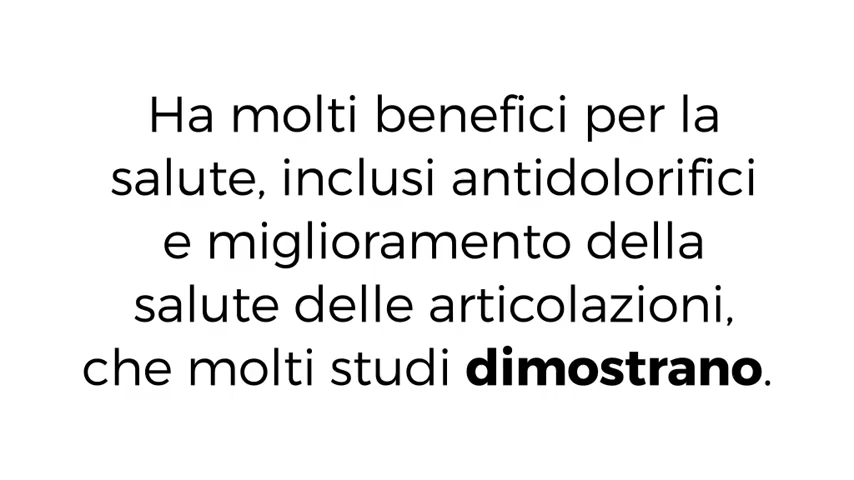 Ha molti benefici per la
salute, inclusi antidolorifici
e miglioramento della
salute delle articolazioni,
che molti studi dimostrano.